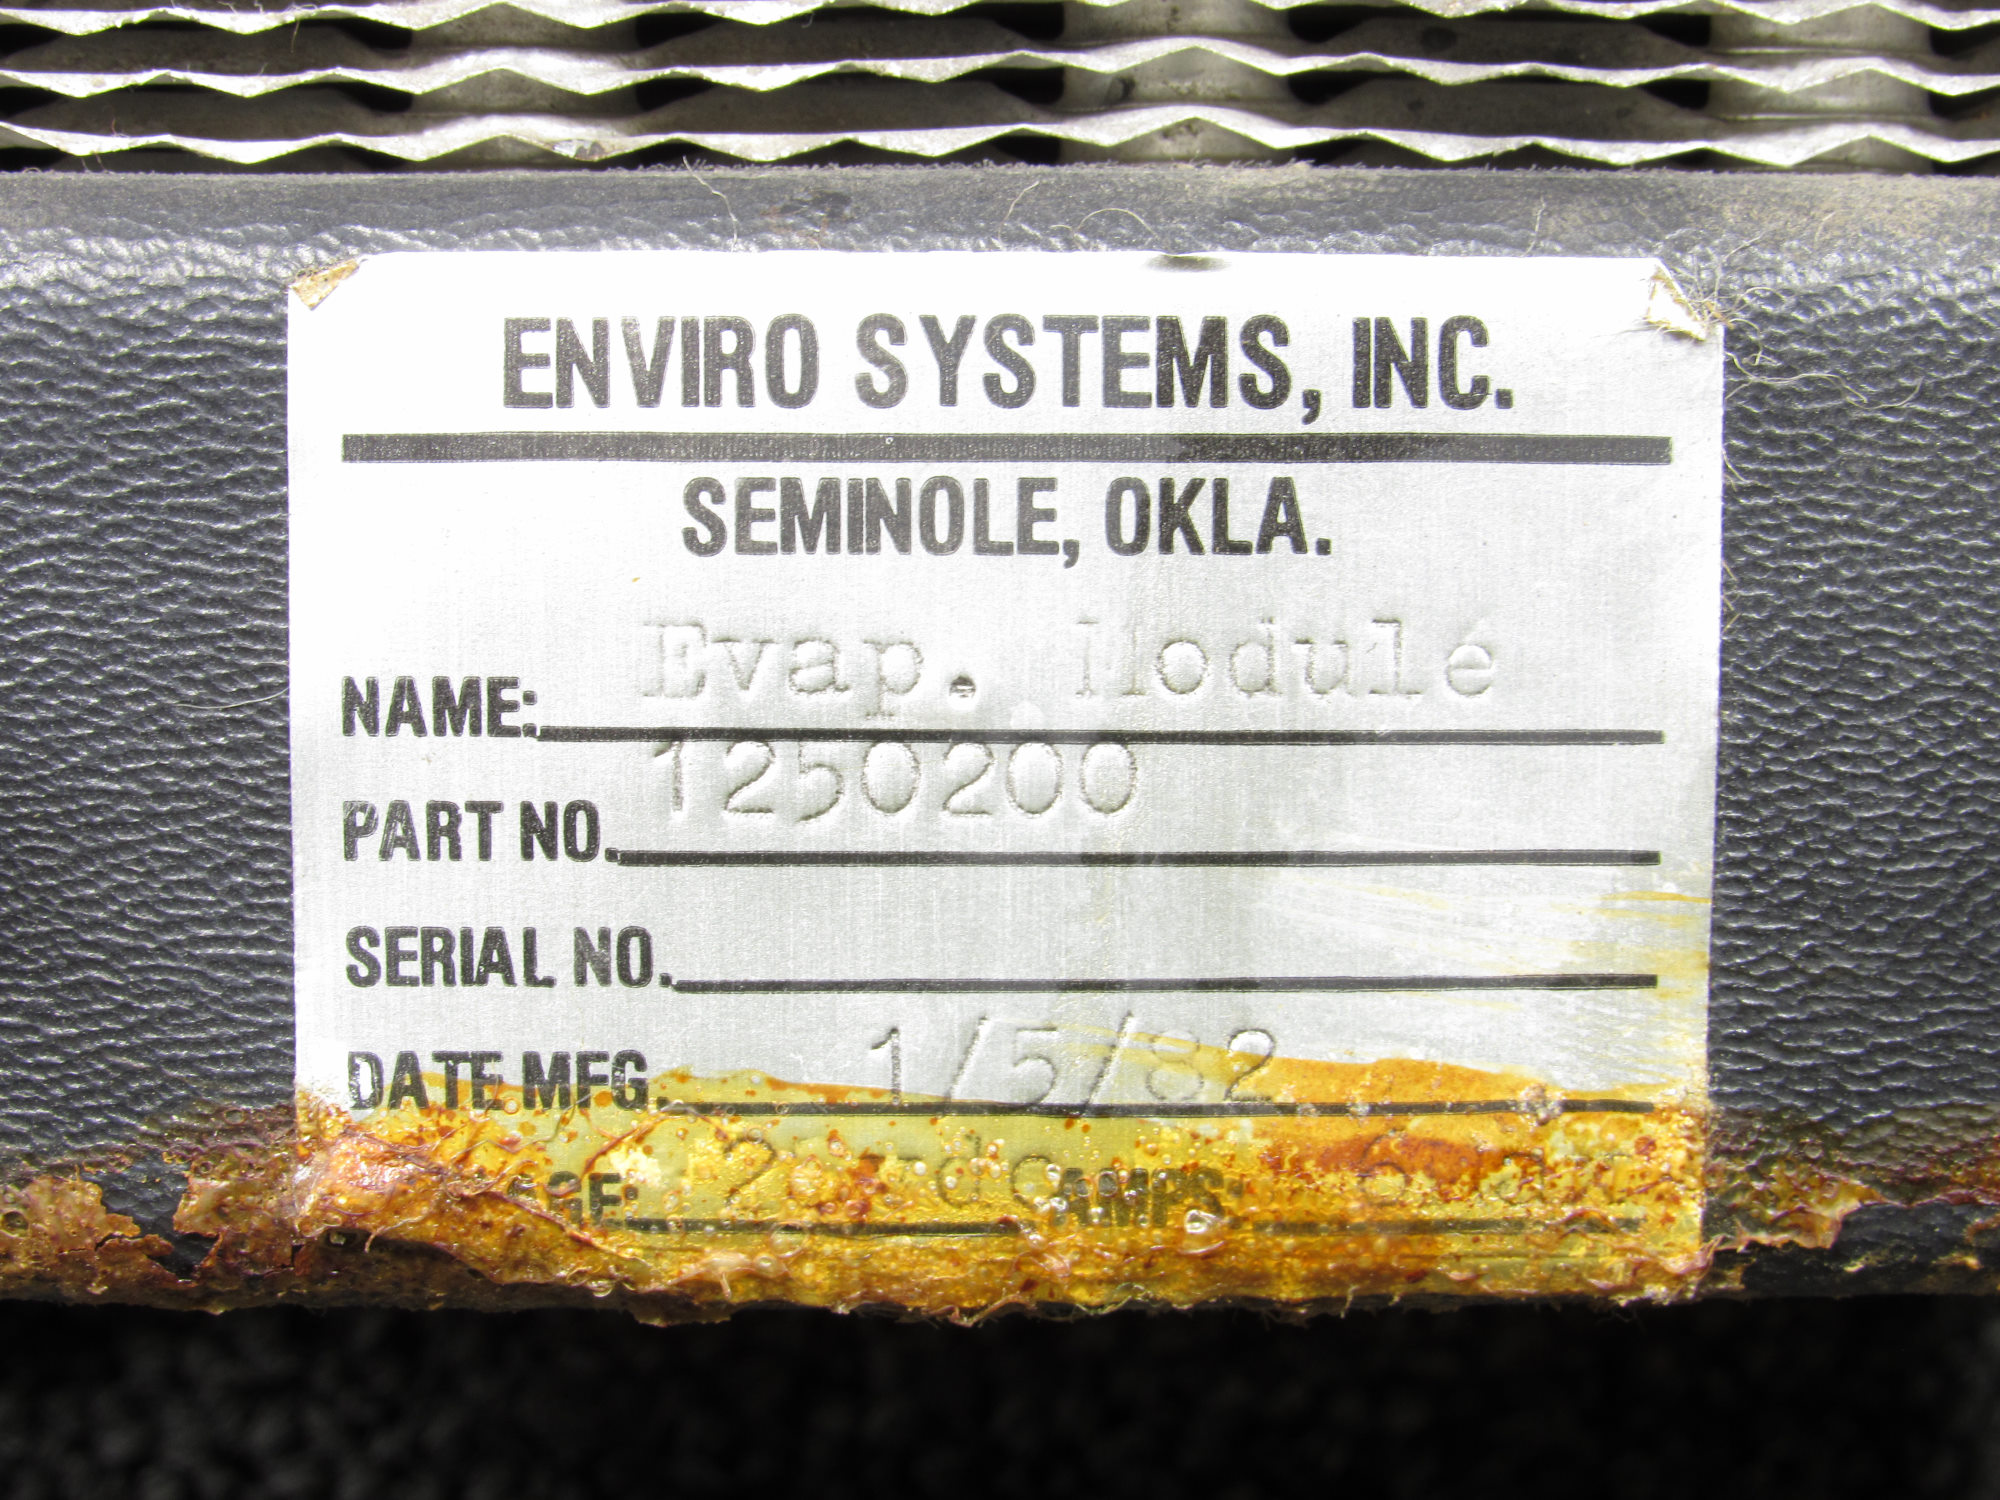 ENVIRO SYSTEMS, INC.
SEMINOLE, OKLA.
NAME: Evap. Module
PART NO. 1250200
SERIAL NO.
DATE MFG. 1/5/82
AMPS: